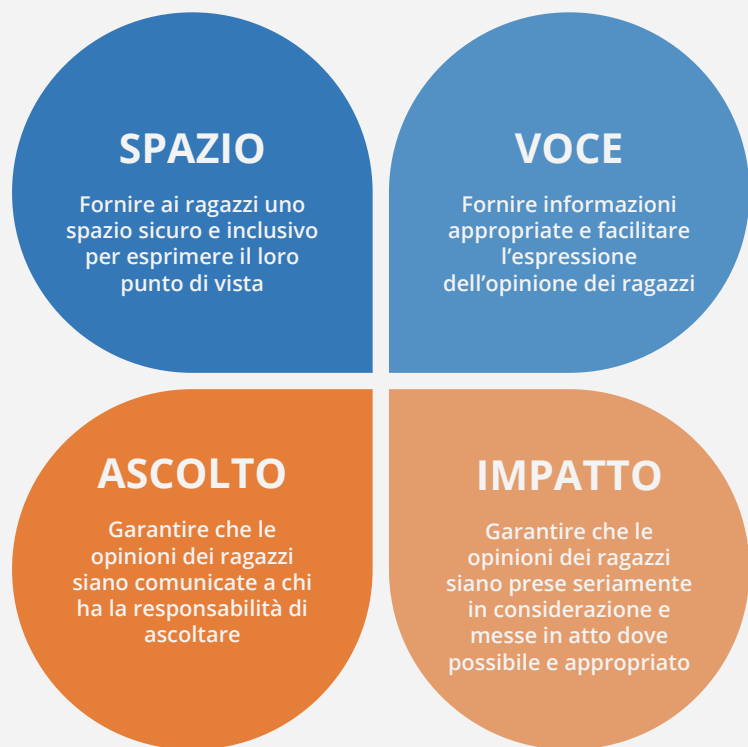 SPAZIO
Fornire ai ragazzi uno
spazio sicuro e inclusivo
per esprimere il loro
punto di vista
VOCE
Fornire informazioni
appropriate e facilitare
l’espressione
dell’opinione dei ragazzi
ASCOLTO
Garantire che le
opinioni dei ragazzi
siano comunicate a chi
ha la responsabilità di
ascoltare
IMPATTO
Garantire che le
opinioni dei ragazzi
siano prese seriamente
in considerazione e
messe in atto dove
possibile e appropriato